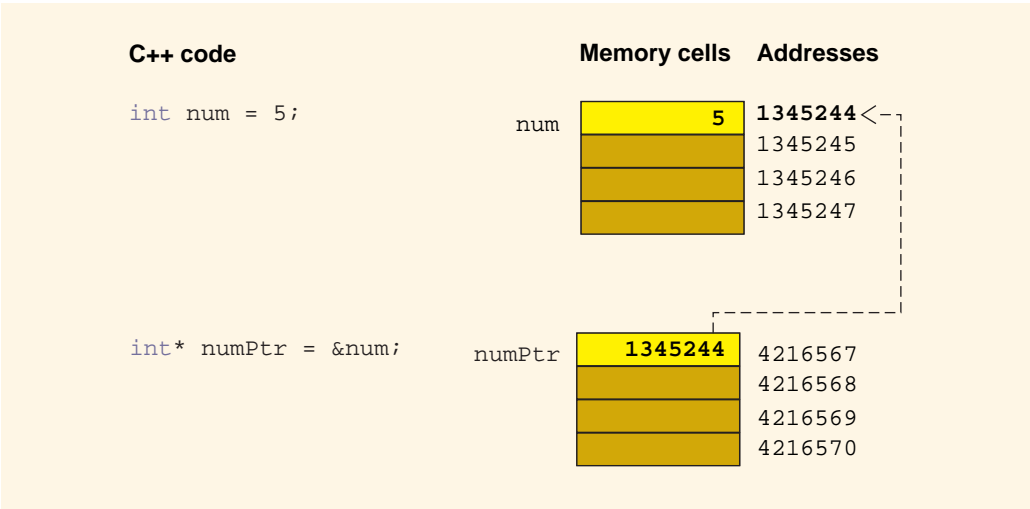 C++ code Memory cells Addresses
int num = 5; num 5 1345244
1345245
1345246
1345247
int* numPtr = &num; numPtr 1345244 4216567
4216568
4216569
4216570